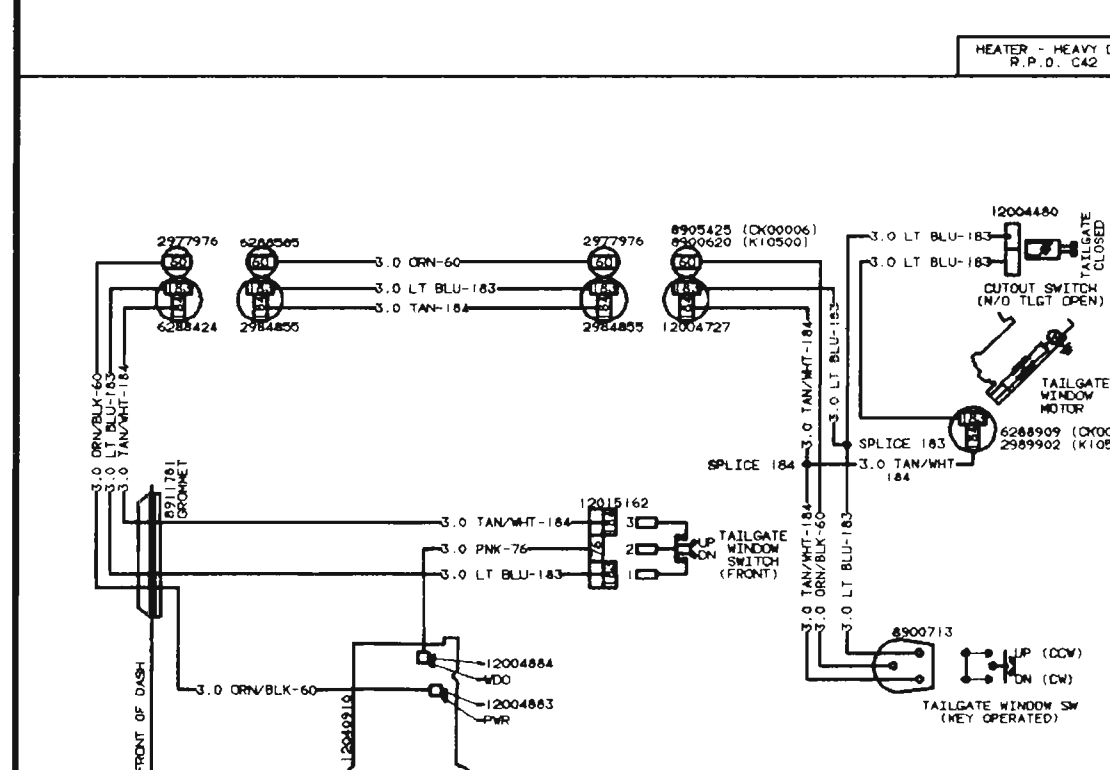 HEATER - HEAVY D
R.P.O. C42
12004480
TAILGATE
CLOSED
3.0 LT BLU-183
3.0 LT BLU-183
CUTOUT SWITCH
(N/O TLGT OPEN)
2977976
6288585
2977976
8905425 (CK00006)
8900620 (K10500)
60
60
3.0 ORN-60
60
60
183
183
3.0 LT BLU-183
183
183
184
184
3.0 TAN-184
184
184
6288424
2984855
2984855
12004727
3.0 TAN/WHT-184
3.0 LT BLU-183
3.0 ORN/BLK-60
3.0 LT BLU-183
3.0 TAN/WHT-184
TAILGATE
WINDOW
MOTOR
183
184
6288909 (CK00
2989902 (K105
SPLICE 183
SPLICE 184
3.0 TAN/WHT
184
8911781
GROMMET
12015162
3.0 TAN/WHT-184
184
3
3.0 PNK-76
76
2
3.0 LT BLU-183
183
1
UP
DN
TAILGATE
WINDOW
SWITCH
(FRONT)
3.0 TAN/WHT-184
3.0 ORN/BLK-60
3.0 LT BLU-183
8900713
UP (CCW)
DN (CW)
TAILGATE WINDOW SW
(KEY OPERATED)
12004884
WDO
3.0 ORN/BLK-60
12004883
PWR
FRONT OF DASH
12040910